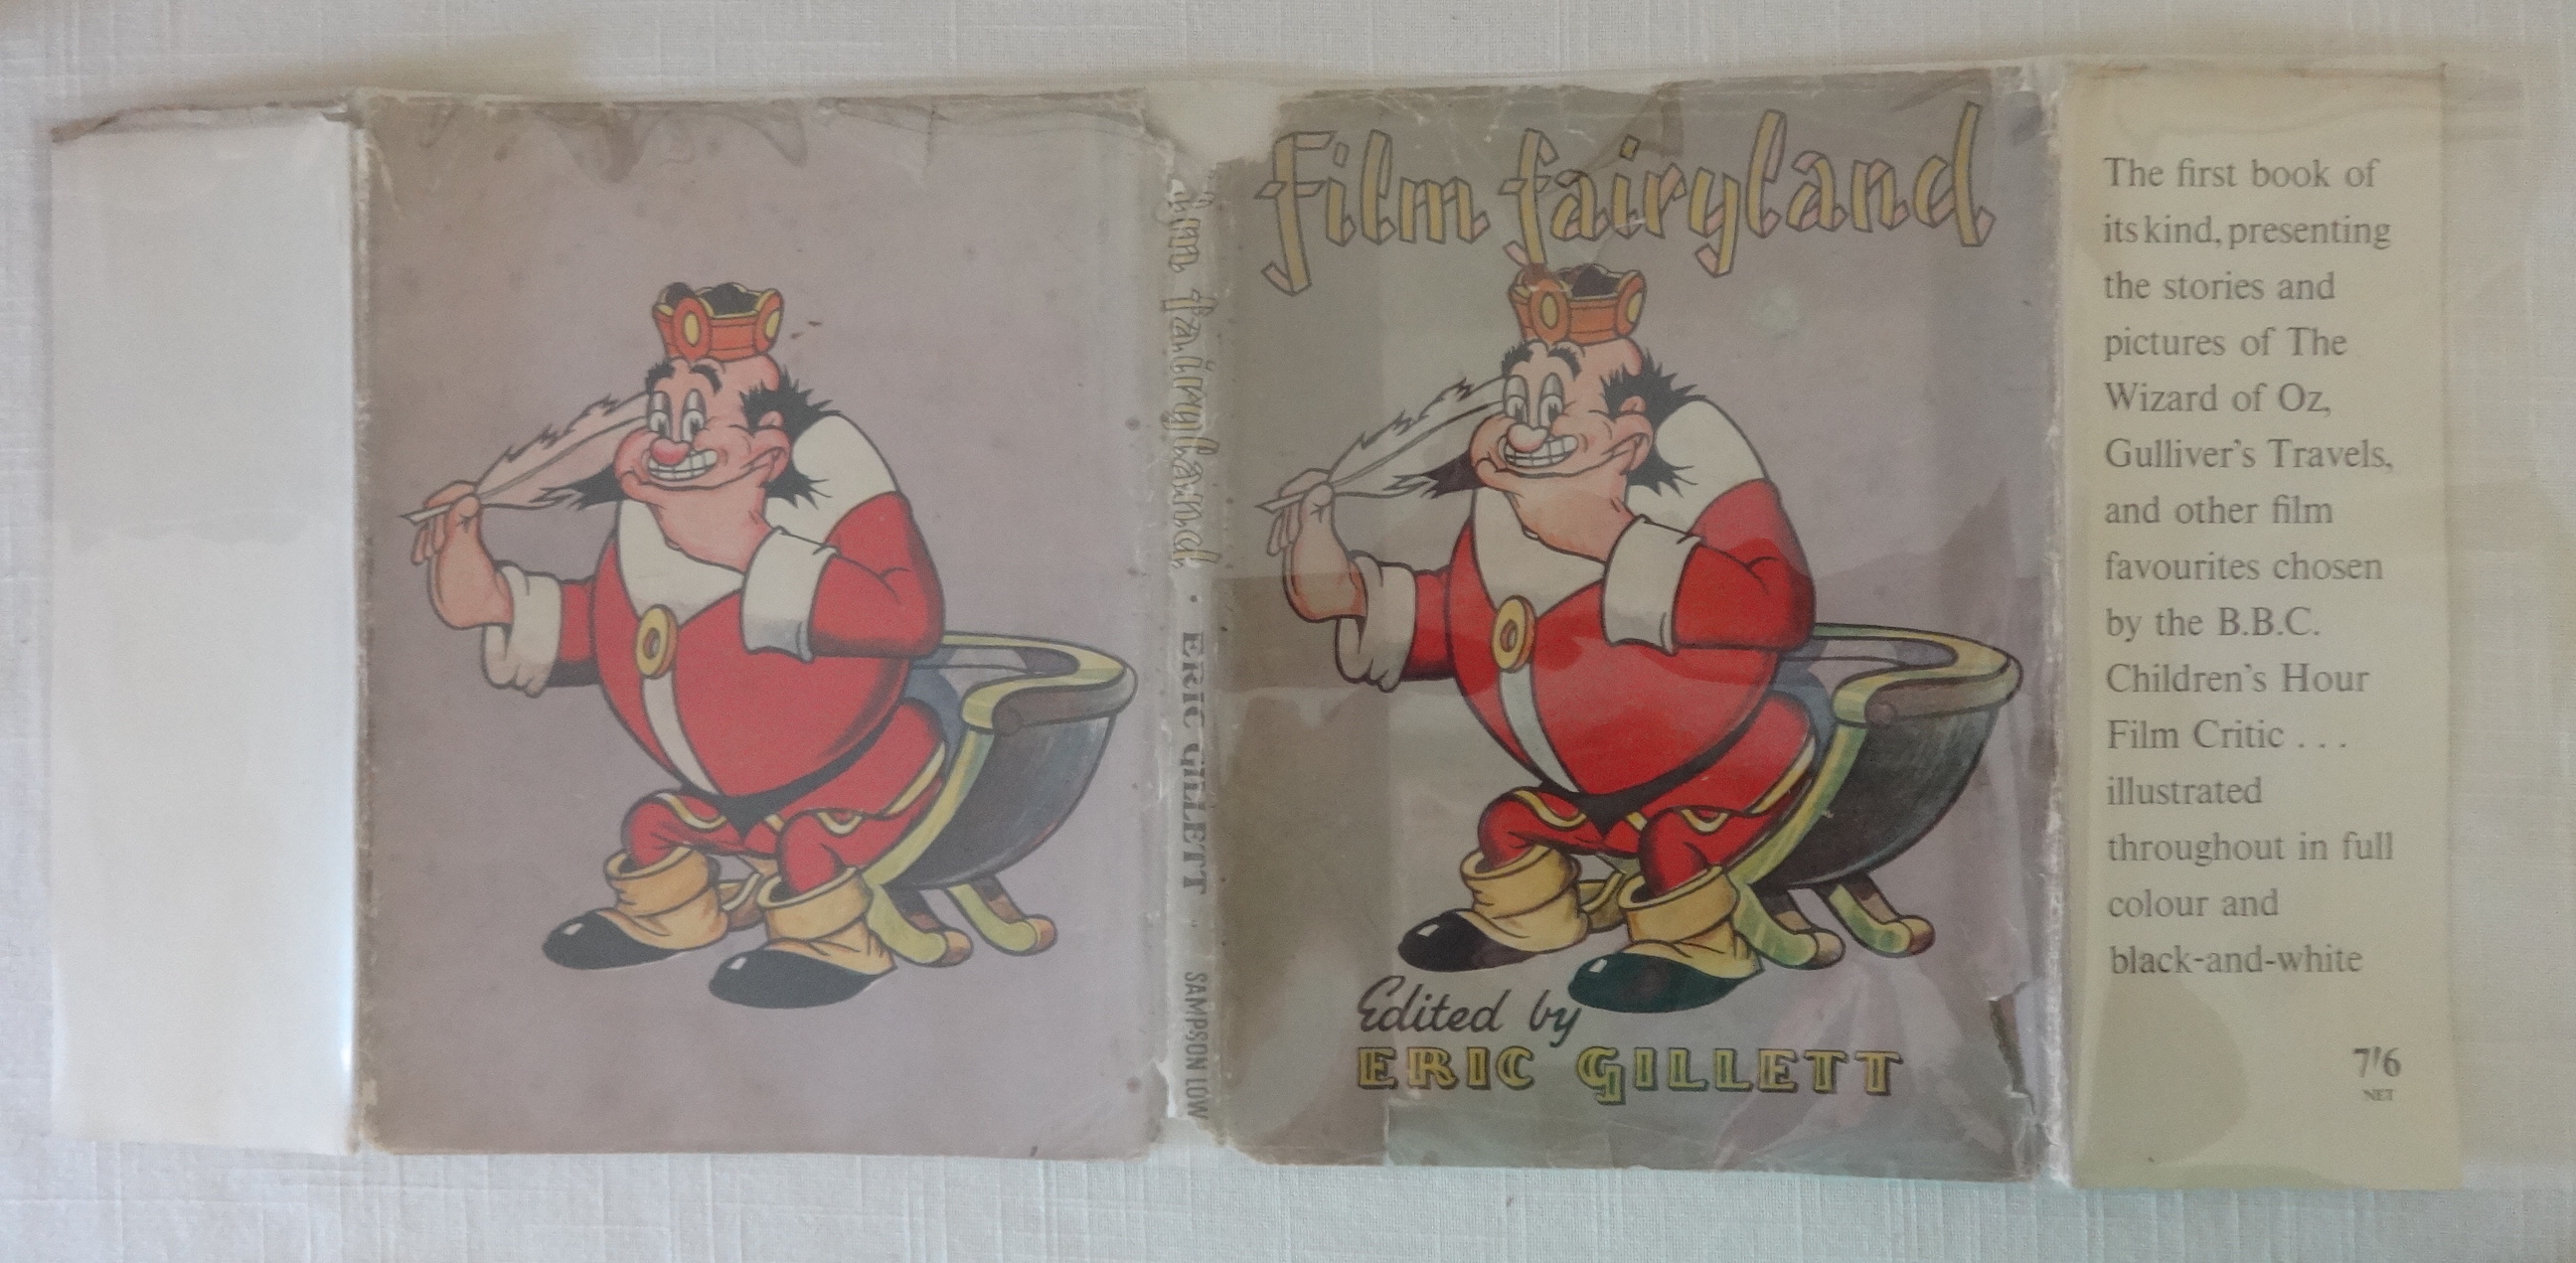 film fairyland
Edited by
ERIC GILLETT
film fairyland · ERIC GILLETT SAMPSON LOW
The first book of
its kind, presenting
the stories and
pictures of The
Wizard of Oz,
Gulliver's Travels,
and other film
favourites chosen
by the B.B.C.
Children's Hour
Film Critic . . .
illustrated
throughout in full
colour and
black-and-white
7/6
NET